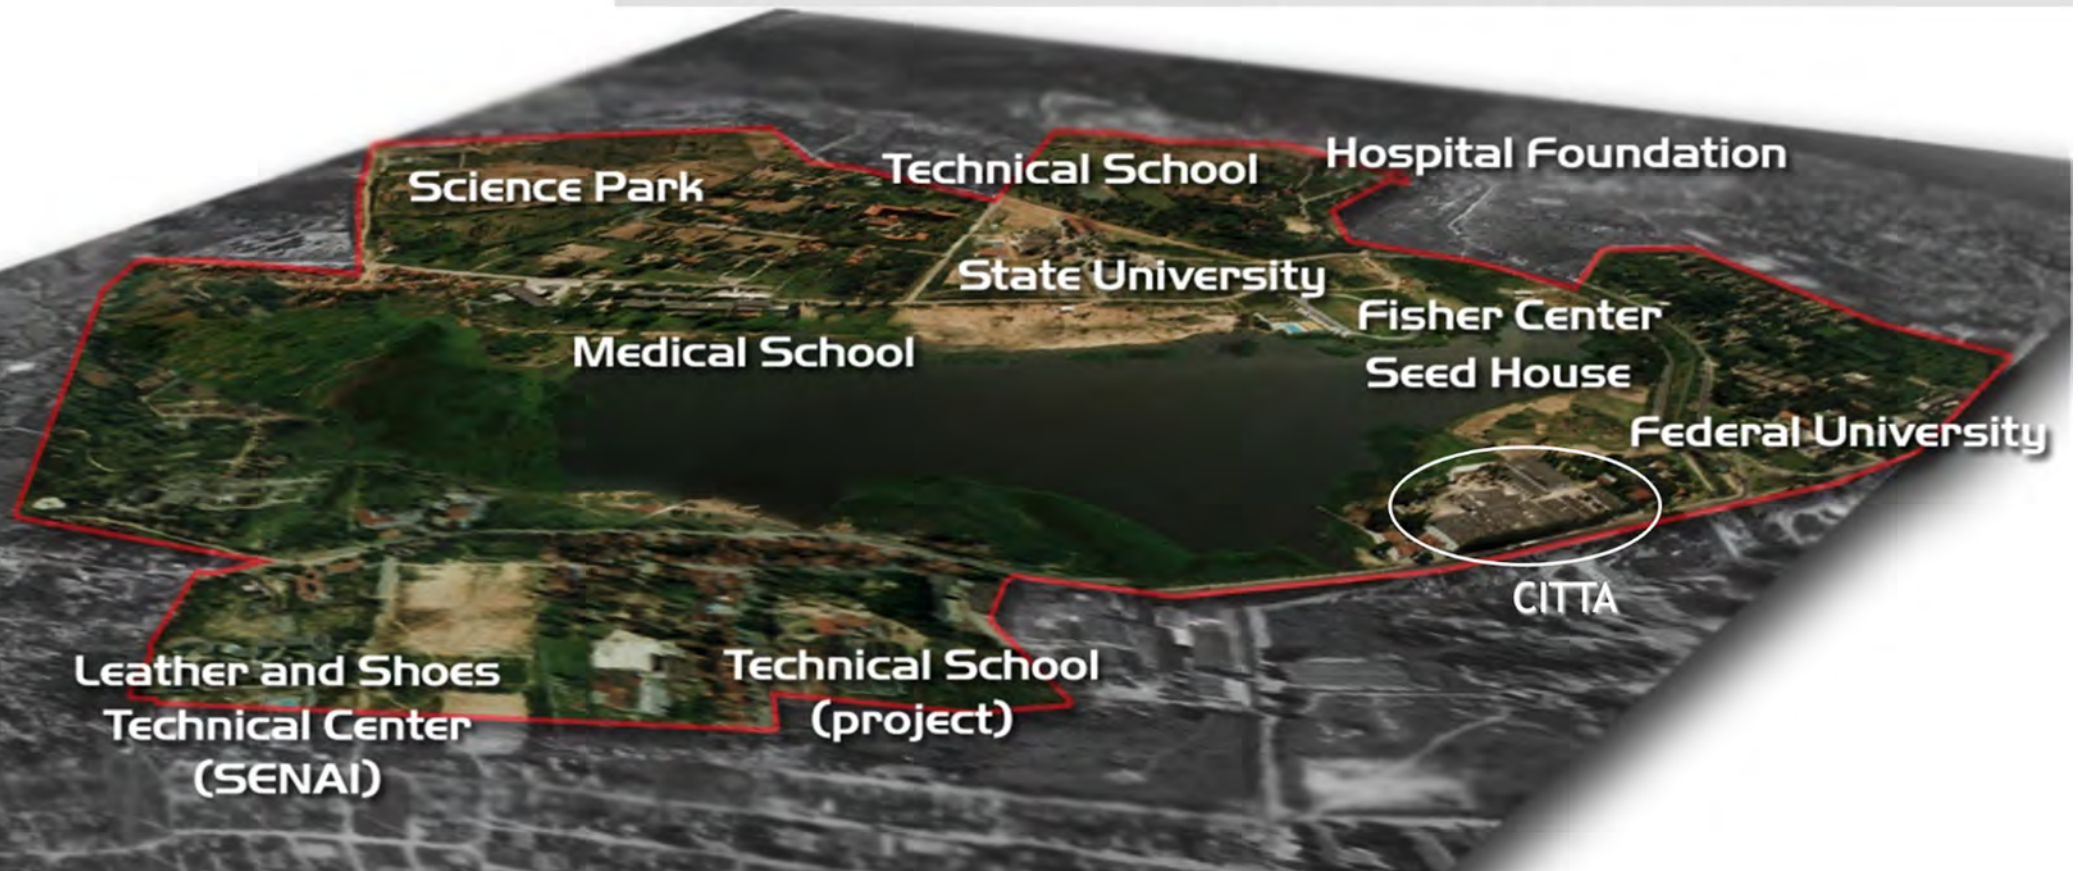 Hospital Foundation
Technical School
Science Park
State University
Fisher Center
Seed House
Medical School
Federal University
CITTA
Leather and Shoes
Technical Center
(SENAI)
Technical School
(project)